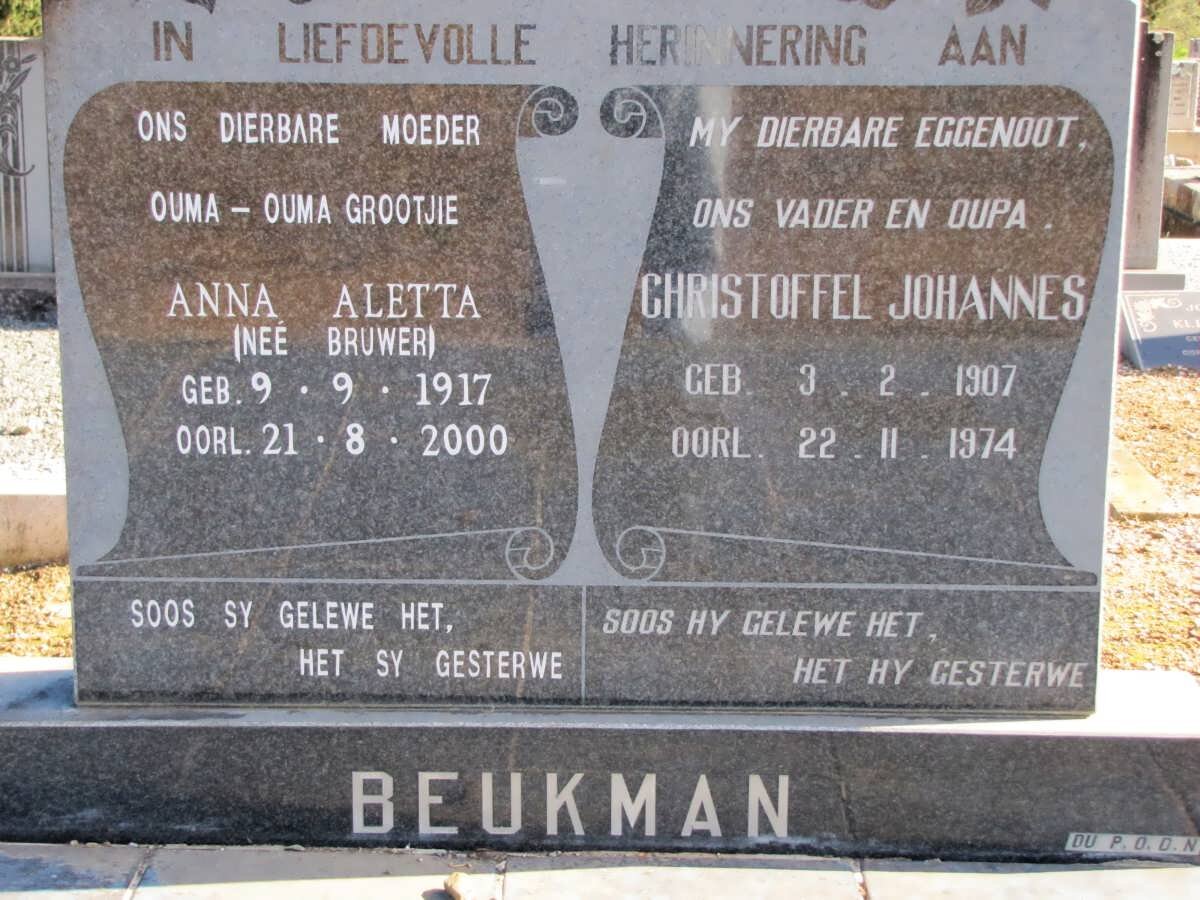 IN LIEFDEVOLLE HERINNERING AAN
ONS DIERBARE MOEDER
OUMA - OUMA GROOTJIE
ANNA ALETTA
(NEÉ BRUWER)
GEB. 9 . 9 . 1917
OORL. 21 . 8 . 2000
SOOS SY GELEWE HET,
HET SY GESTERWE
MY DIERBARE EGGENOOT,
ONS VADER EN OUPA.
CHRISTOFFEL JOHANNES
GEB. 3 . 2 . 1907
OORL. 22 . 11 . 1974
SOOS HY GELEWE HET,
HET HY GESTERWE
BEUKMAN
DU P.O.D.N